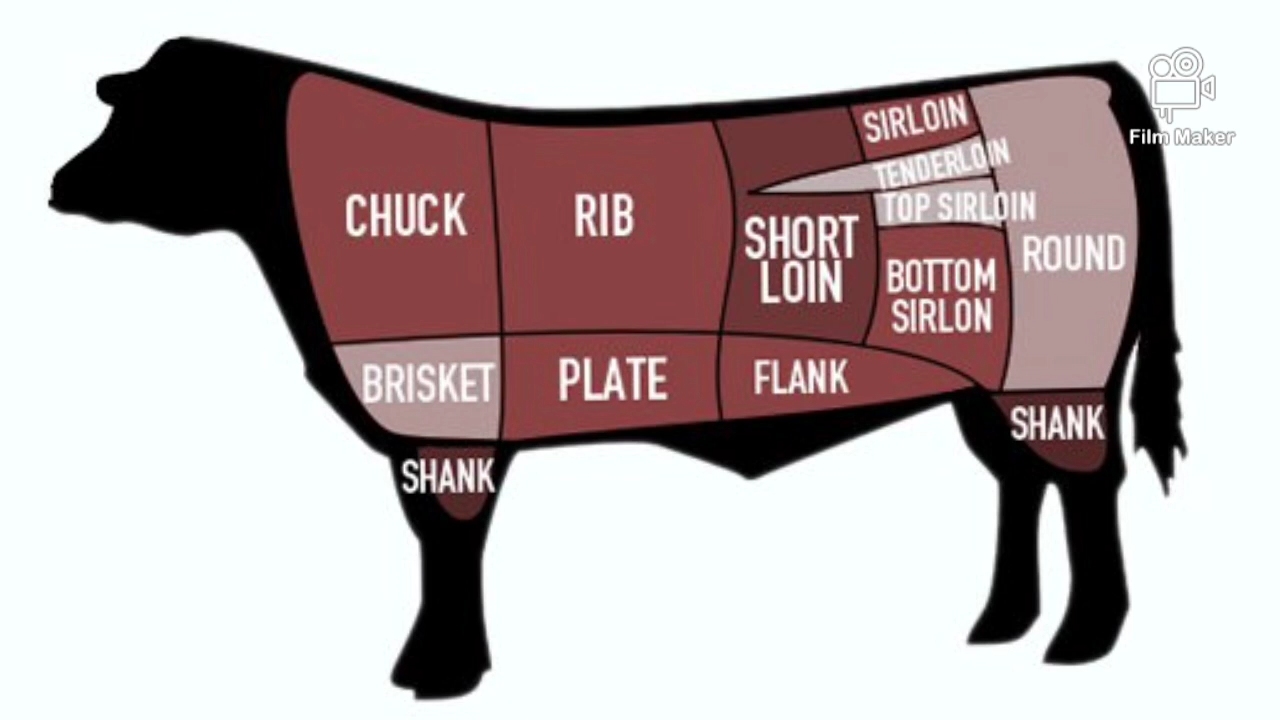 SIRLOIN
Film Maker
TENDERLOIN
CHUCK
RIB
TOP SIRLOIN
SHORT
LOIN
ROUND
BOTTOM
SIRLON
BRISKET
PLATE
FLANK
SHANK
SHANK